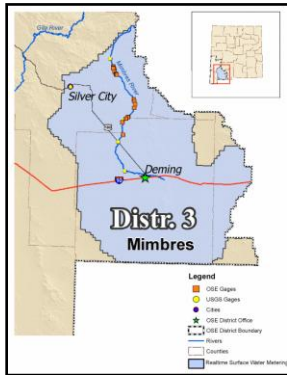 Gila River
Mimbres River
Silver City
Deming
Distr. 3
Mimbres
Legend
OSE Gages
USGS Gages
Cities
OSE District Office
OSE District Boundary
Rivers
Counties
Realtime Surface Water Metering